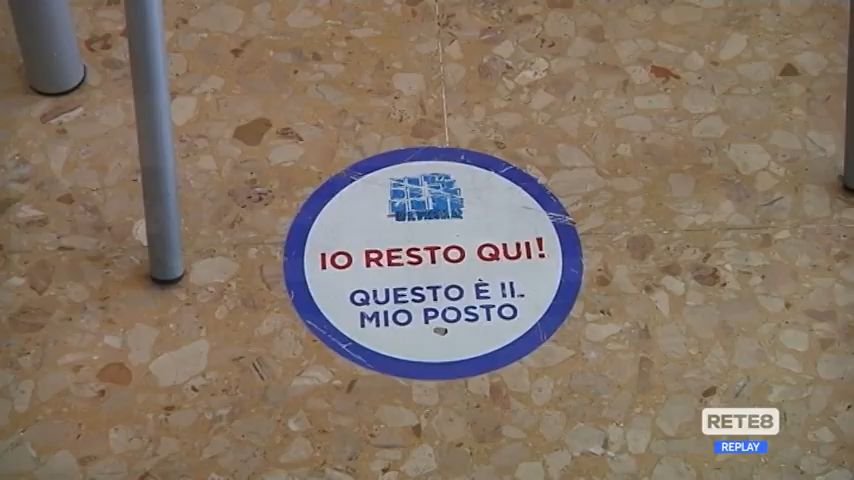 IO RESTO QUI!
QUESTO È IL
MIO POSTO
RETE8
REPLAY